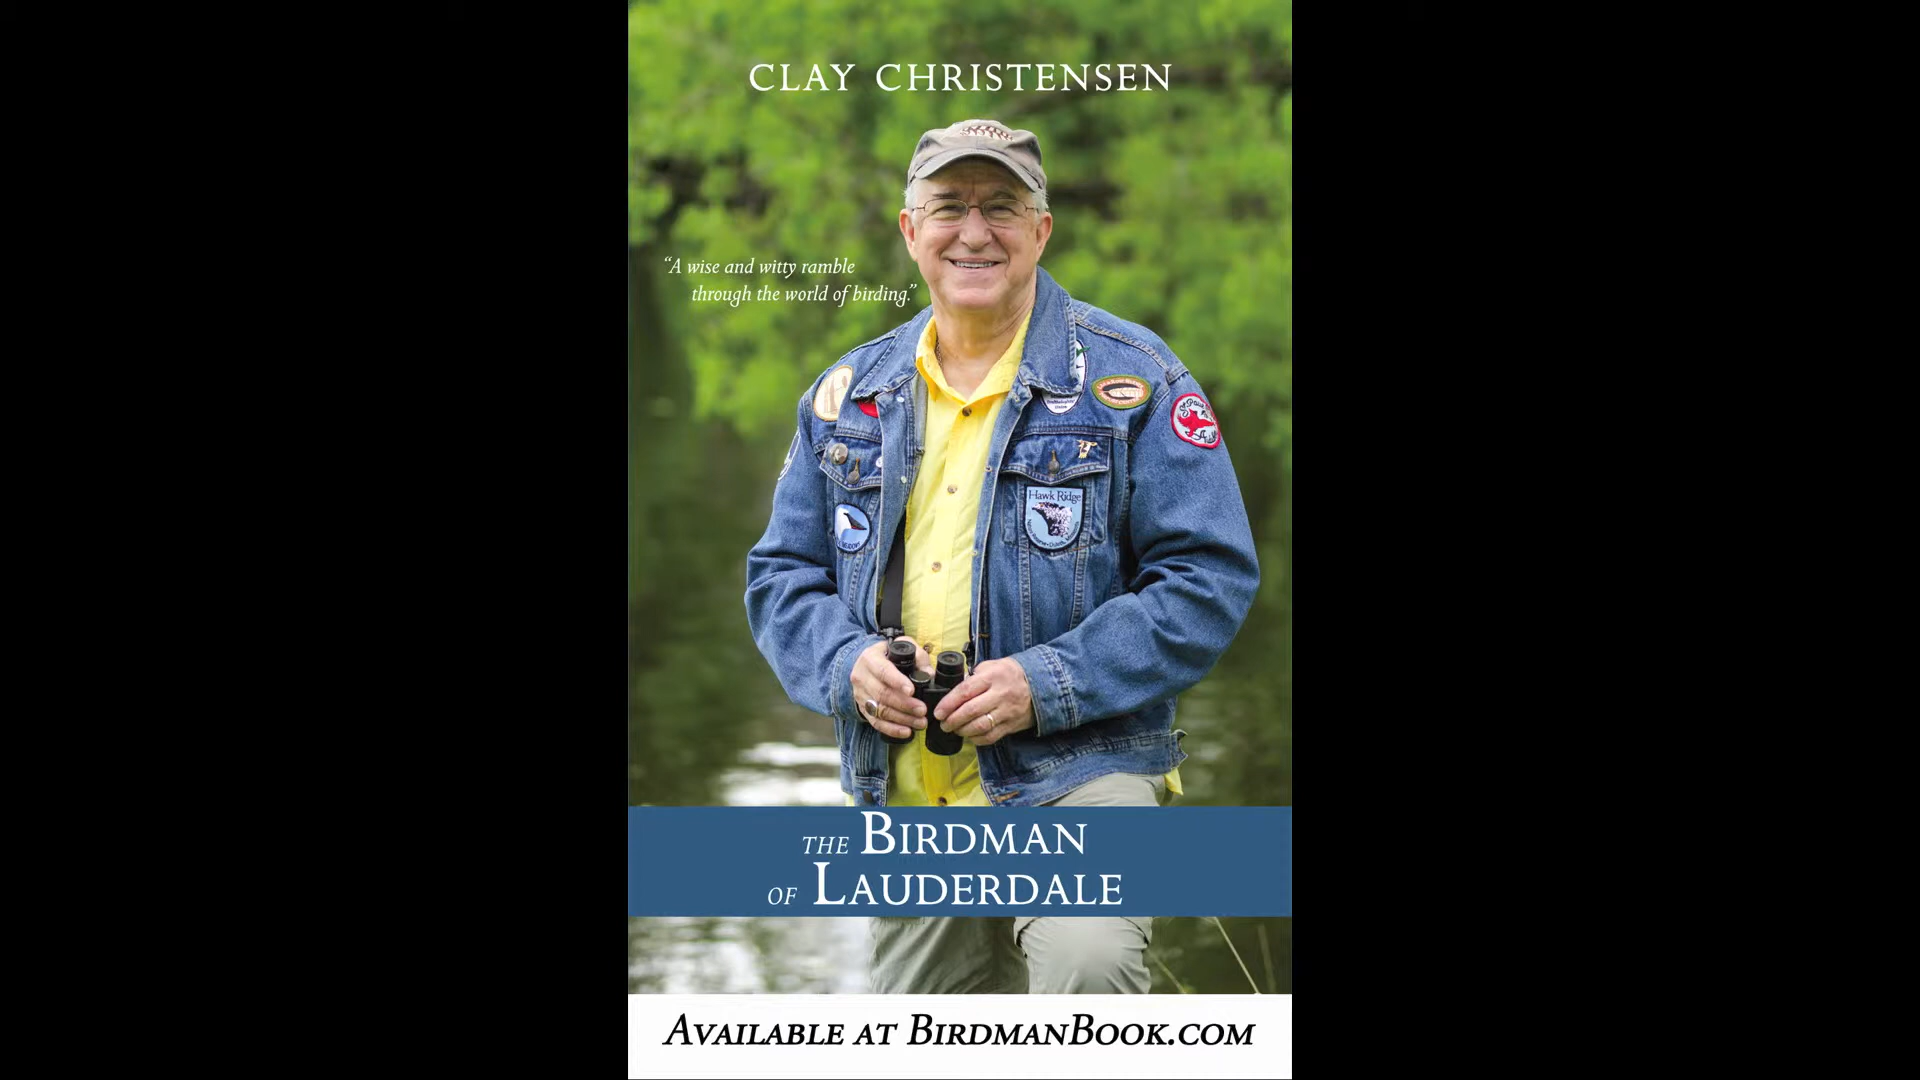 CLAY CHRISTENSEN
“A wise and witty ramble
through the world of birding.”
Hawk Ridge
THE BIRDMAN
OF LAUDERDALE
AVAILABLE AT BIRDMANBOOK.COM